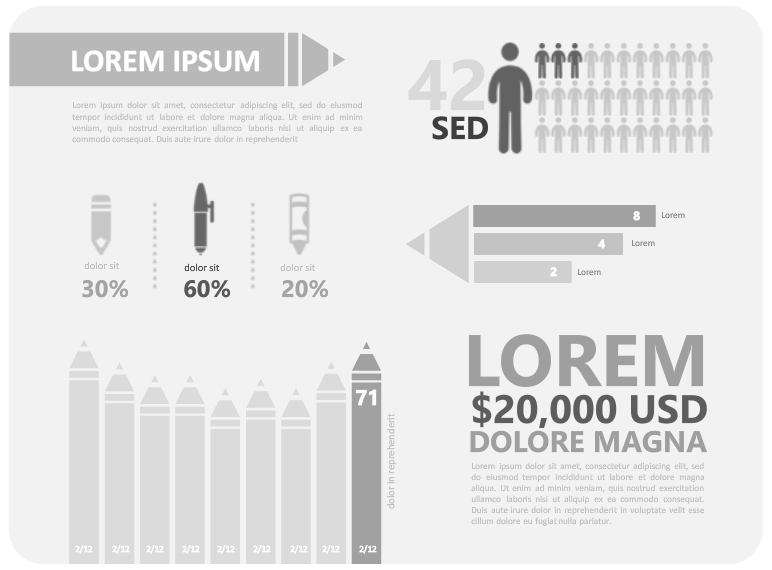 LOREM IPSUM
Lorem ipsum dolor sit amet, consectetur adipiscing elit, sed do eiusmod
tempor incididunt ut labore et dolore magna aliqua. Ut enim ad minim
veniam, quis nostrud exercitation ullamco laboris nisi ut aliquip ex ea
commodo consequat. Duis aute irure dolor in reprehenderit
42
SED
dolor sit
30%
dolor sit
60%
dolor sit
20%
8 Lorem
4 Lorem
2 Lorem
71
dolor in reprehenderit
2/12 2/12 2/12 2/12 2/12 2/12 2/12 2/12 2/12
LOREM
$20,000 USD
DOLORE MAGNA
Lorem ipsum dolor sit amet, consectetur adipiscing elit, sed
do eiusmod tempor incididunt ut labore et dolore magna
aliqua. Ut enim ad minim veniam, quis nostrud exercitation
ullamco laboris nisi ut aliquip ex ea commodo consequat.
Duis aute irure dolor in reprehenderit in voluptate velit esse
cillum dolore eu fugiat nulla pariatur.